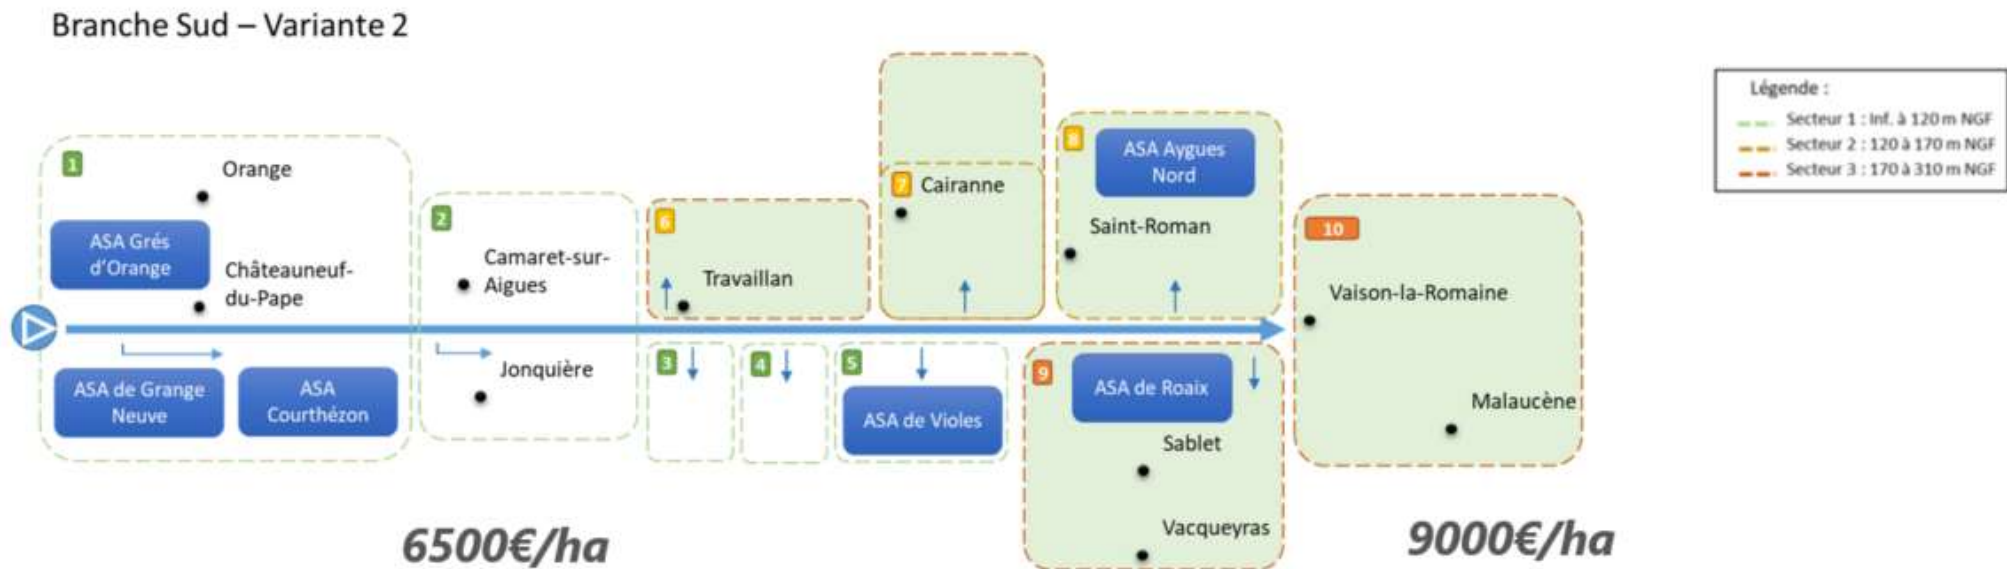 Branche Sud – Variante 2
Légende :
Secteur 1 : Inf. à 120 m NGF
Secteur 2 : 120 à 170 m NGF
Secteur 3 : 170 à 310 m NGF
1
Orange
ASA Grés
d'Orange
Châteauneuf-
du-Pape
ASA de Grange
Neuve
ASA
Courthézon
2
Camaret-sur-
Aigues
Jonquière
6
Travaillan
3
4
5
ASA de Violes
7
Cairanne
8
ASA Aygues
Nord
Saint-Roman
9
ASA de Roaix
Sablet
Vacqueyras
10
Vaison-la-Romaine
Malaucène
6500€/ha
9000€/ha